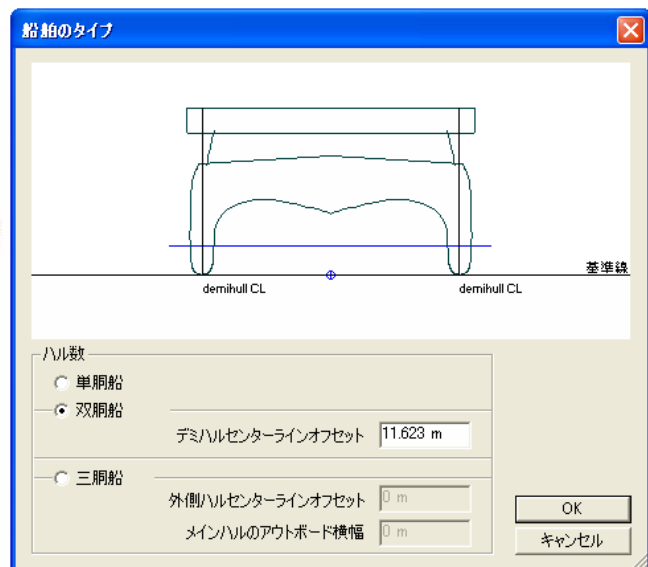 船舶のタイプ
基準線
demihull CL demihull CL
ハル数
単胴船
双胴船
デミハルセンターラインオフセット 11.623 m
三胴船
外側ハルセンターラインオフセット 0 m
メインハルのアウトボード横幅 0 m
OK
キャンセル